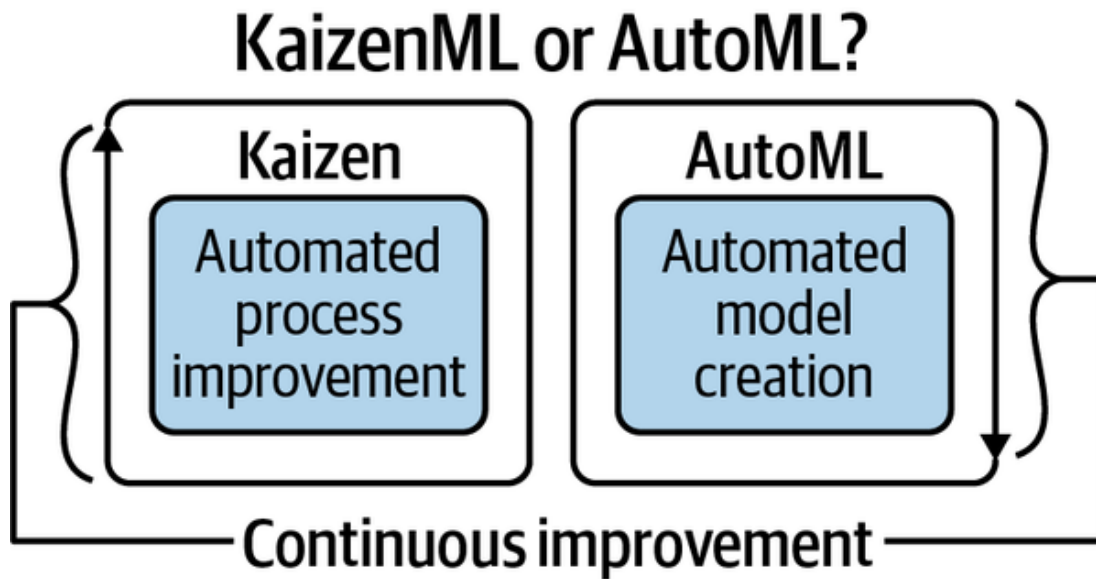 KaizenML or AutoML?
Kaizen
Automated
process
improvement
AutoML
Automated
model
creation
Continuous improvement